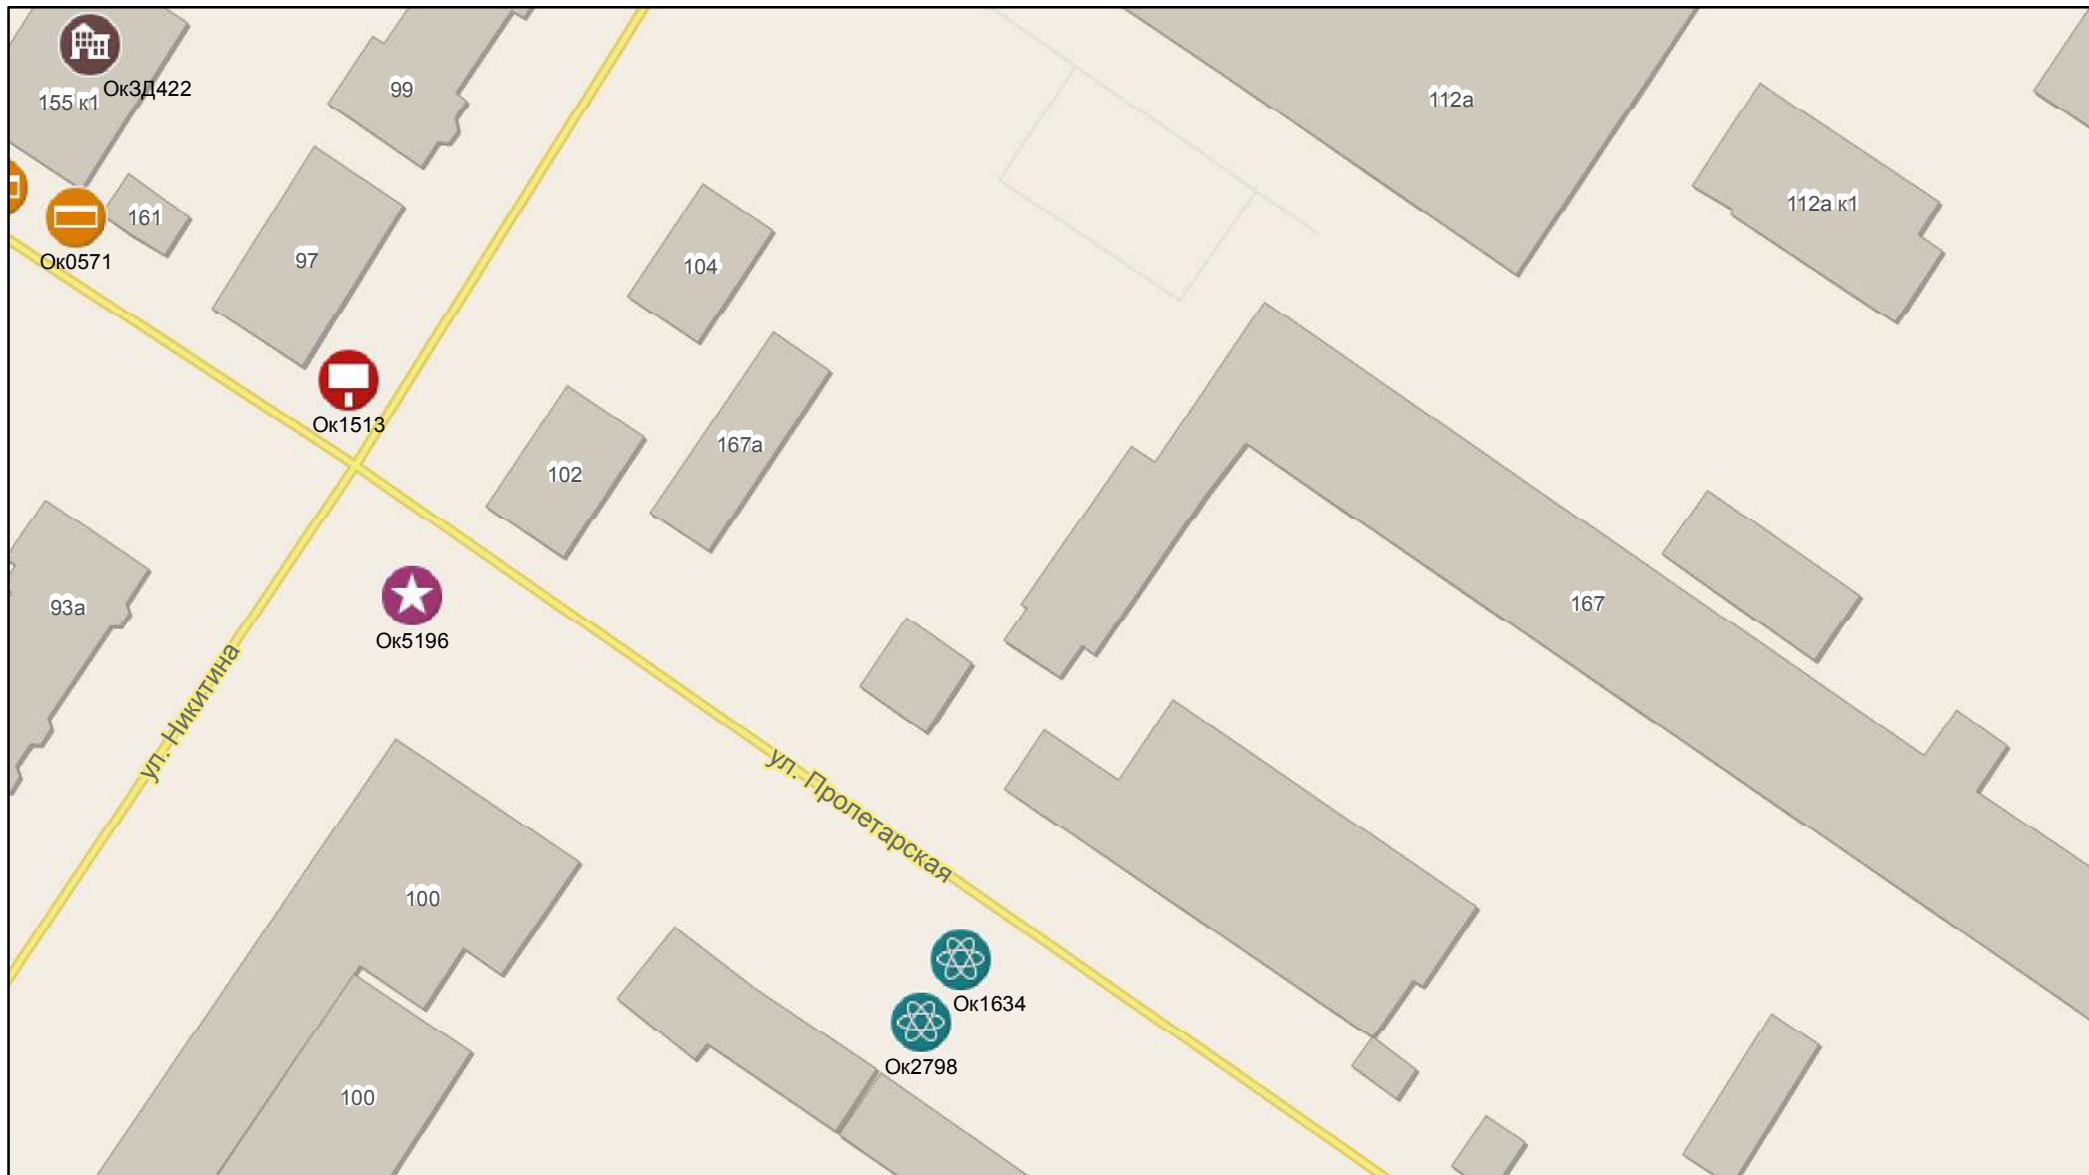 99
112а
155 к1
ОкЗД422
112а к1
161
Ок0571
97
104
Ок1513
167а
102
93а
Ок5196
167
ул. Никитина
ул. Пролетарская
100
Ок1634
Ок2798
100